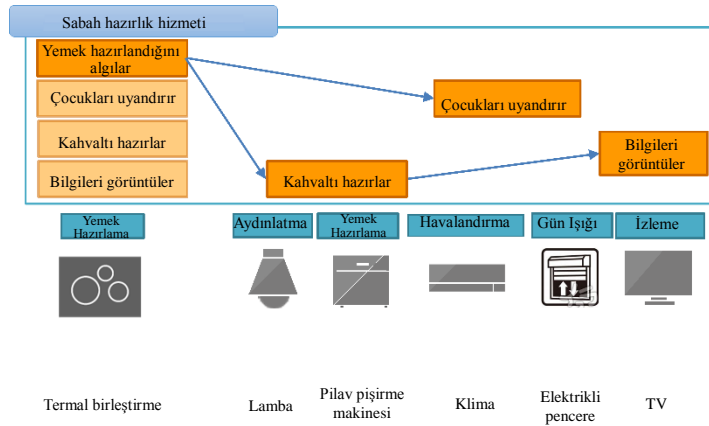 Sabah hazırlık hizmeti
Yemek hazırlandığını
algılar
Çocukları uyandırır
Kahvaltı hazırlar
Bilgileri görüntüler
Çocukları uyandırır
Kahvaltı hazırlar
Bilgileri
görüntüler
Yemek
Hazırlama
Aydınlatma
Yemek
Hazırlama
Havalandırma
Gün Işığı
İzleme
Termal birleştirme
Lamba
Pilav pişirme
makinesi
Klima
Elektrikli
pencere
TV